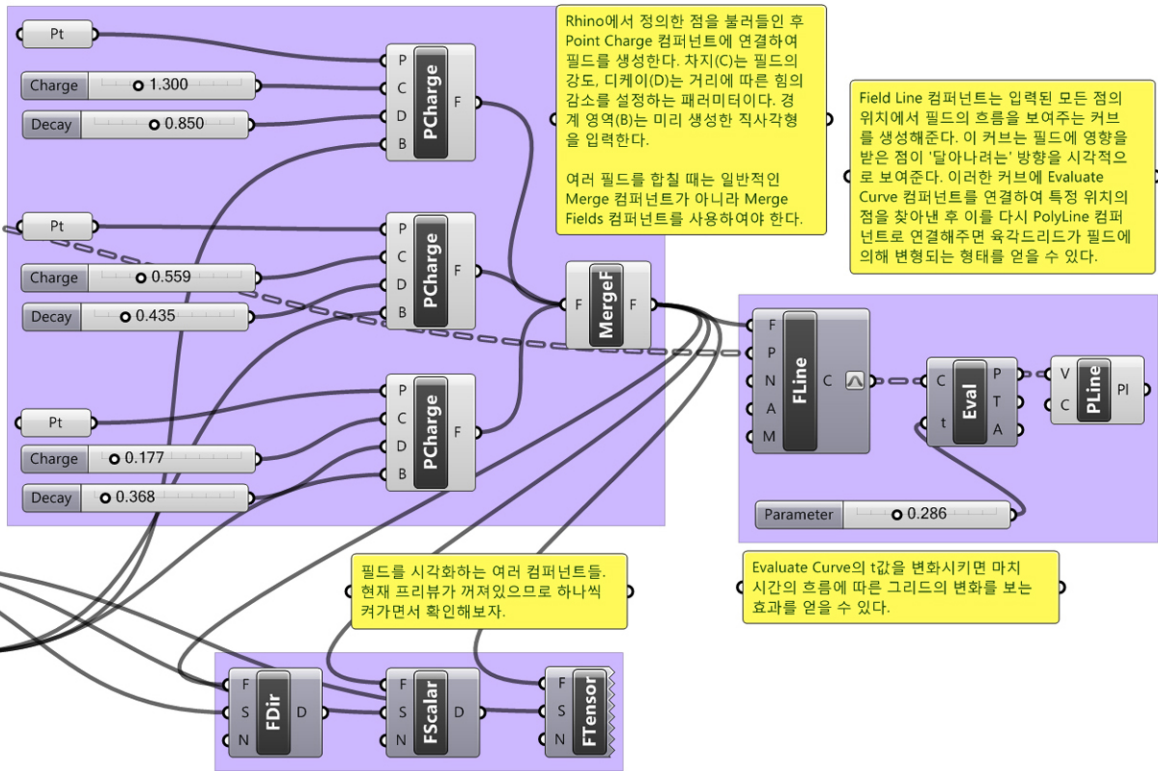 Pt
Charge
1.300
Decay
0.850
P
C
D
B
PCharge
F
Pt
Charge
0.559
Decay
0.435
P
C
D
B
PCharge
F
Pt
Charge
0.177
Decay
0.368
P
C
D
B
PCharge
F
Rhino에서 정의한 점을 불러들인 후
Point Charge 컴퍼넌트에 연결하여
필드를 생성한다. 차지(C)는 필드의
강도, 디케이(D)는 거리에 따른 힘의
감소를 설정하는 패러미터이다. 경
계 영역(B)는 미리 생성한 직사각형
을 입력한다.
여러 필드를 합칠 때는 일반적인
Merge 컴퍼넌트가 아니라 Merge
Fields 컴퍼넌트를 사용하여야 한다.
F
MergeF
F
Field Line 컴퍼넌트는 입력된 모든 점의
위치에서 필드의 흐름을 보여주는 커브
를 생성해준다. 이 커브는 필드에 영향을
받은 점이 '달아나려는' 방향을 시각적으
로 보여준다. 이러한 커브에 Evaluate
Curve 컴퍼넌트를 연결하여 특정 위치의
점을 찾아낸 후 이를 다시 PolyLine 컴퍼
넌트로 연결해주면 육각드리드가 필드에
의해 변형되는 형태를 얻을 수 있다.
F
P
N
A
M
FLine
C
C
t
Eval
P
T
A
V
C
PLine
Pl
Parameter
0.286
Evaluate Curve의 t값을 변화시키면 마치
시간의 흐름에 따른 그리드의 변화를 보는
효과를 얻을 수 있다.
필드를 시각화하는 여러 컴퍼넌트들.
현재 프리뷰가 꺼져있으므로 하나씩
켜가면서 확인해보자.
F
S
N
FDir
D
F
S
N
FScalar
D
F
S
N
FTensor